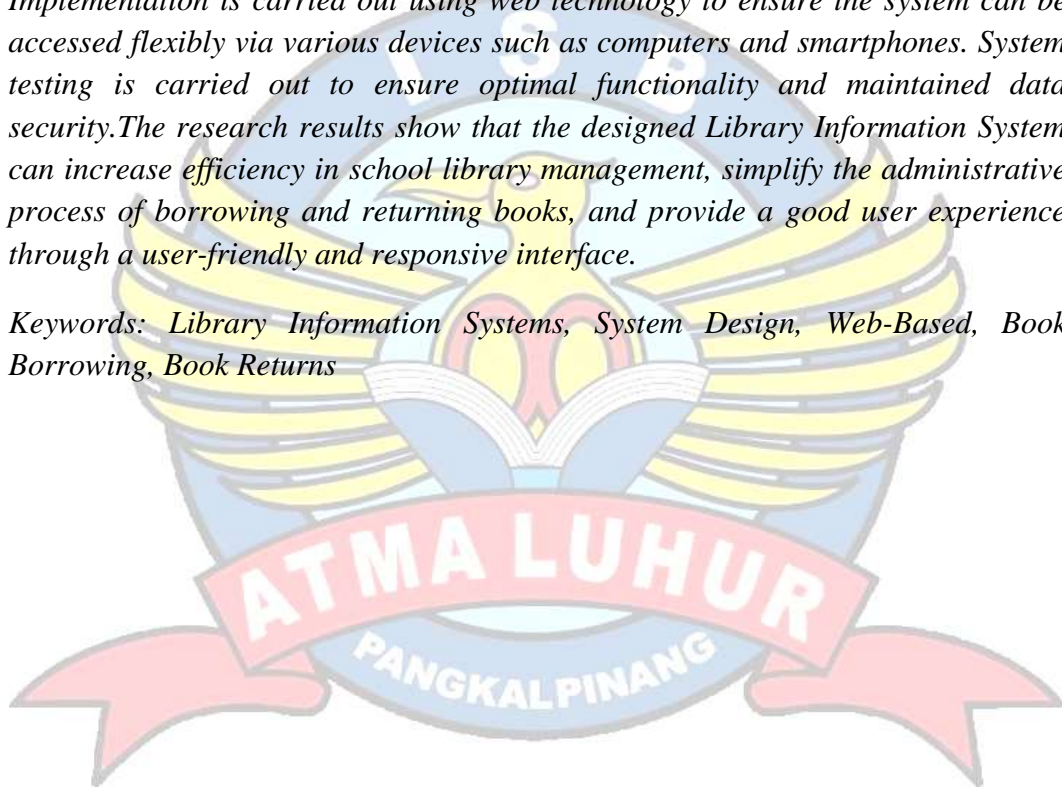 Implementation is carried out using web technology to ensure the system can be
accessed flexibly via various devices such as computers and smartphones. System
testing is carried out to ensure optimal functionality and maintained data
security.The research results show that the designed Library Information System
can increase efficiency in school library management, simplify the administrative
process of borrowing and returning books, and provide a good user experience
through a user-friendly and responsive interface.
Keywords: Library Information Systems, System Design, Web-Based, Book
Borrowing, Book Returns
I S B
ATMA LUHUR
PANGKALPINANG